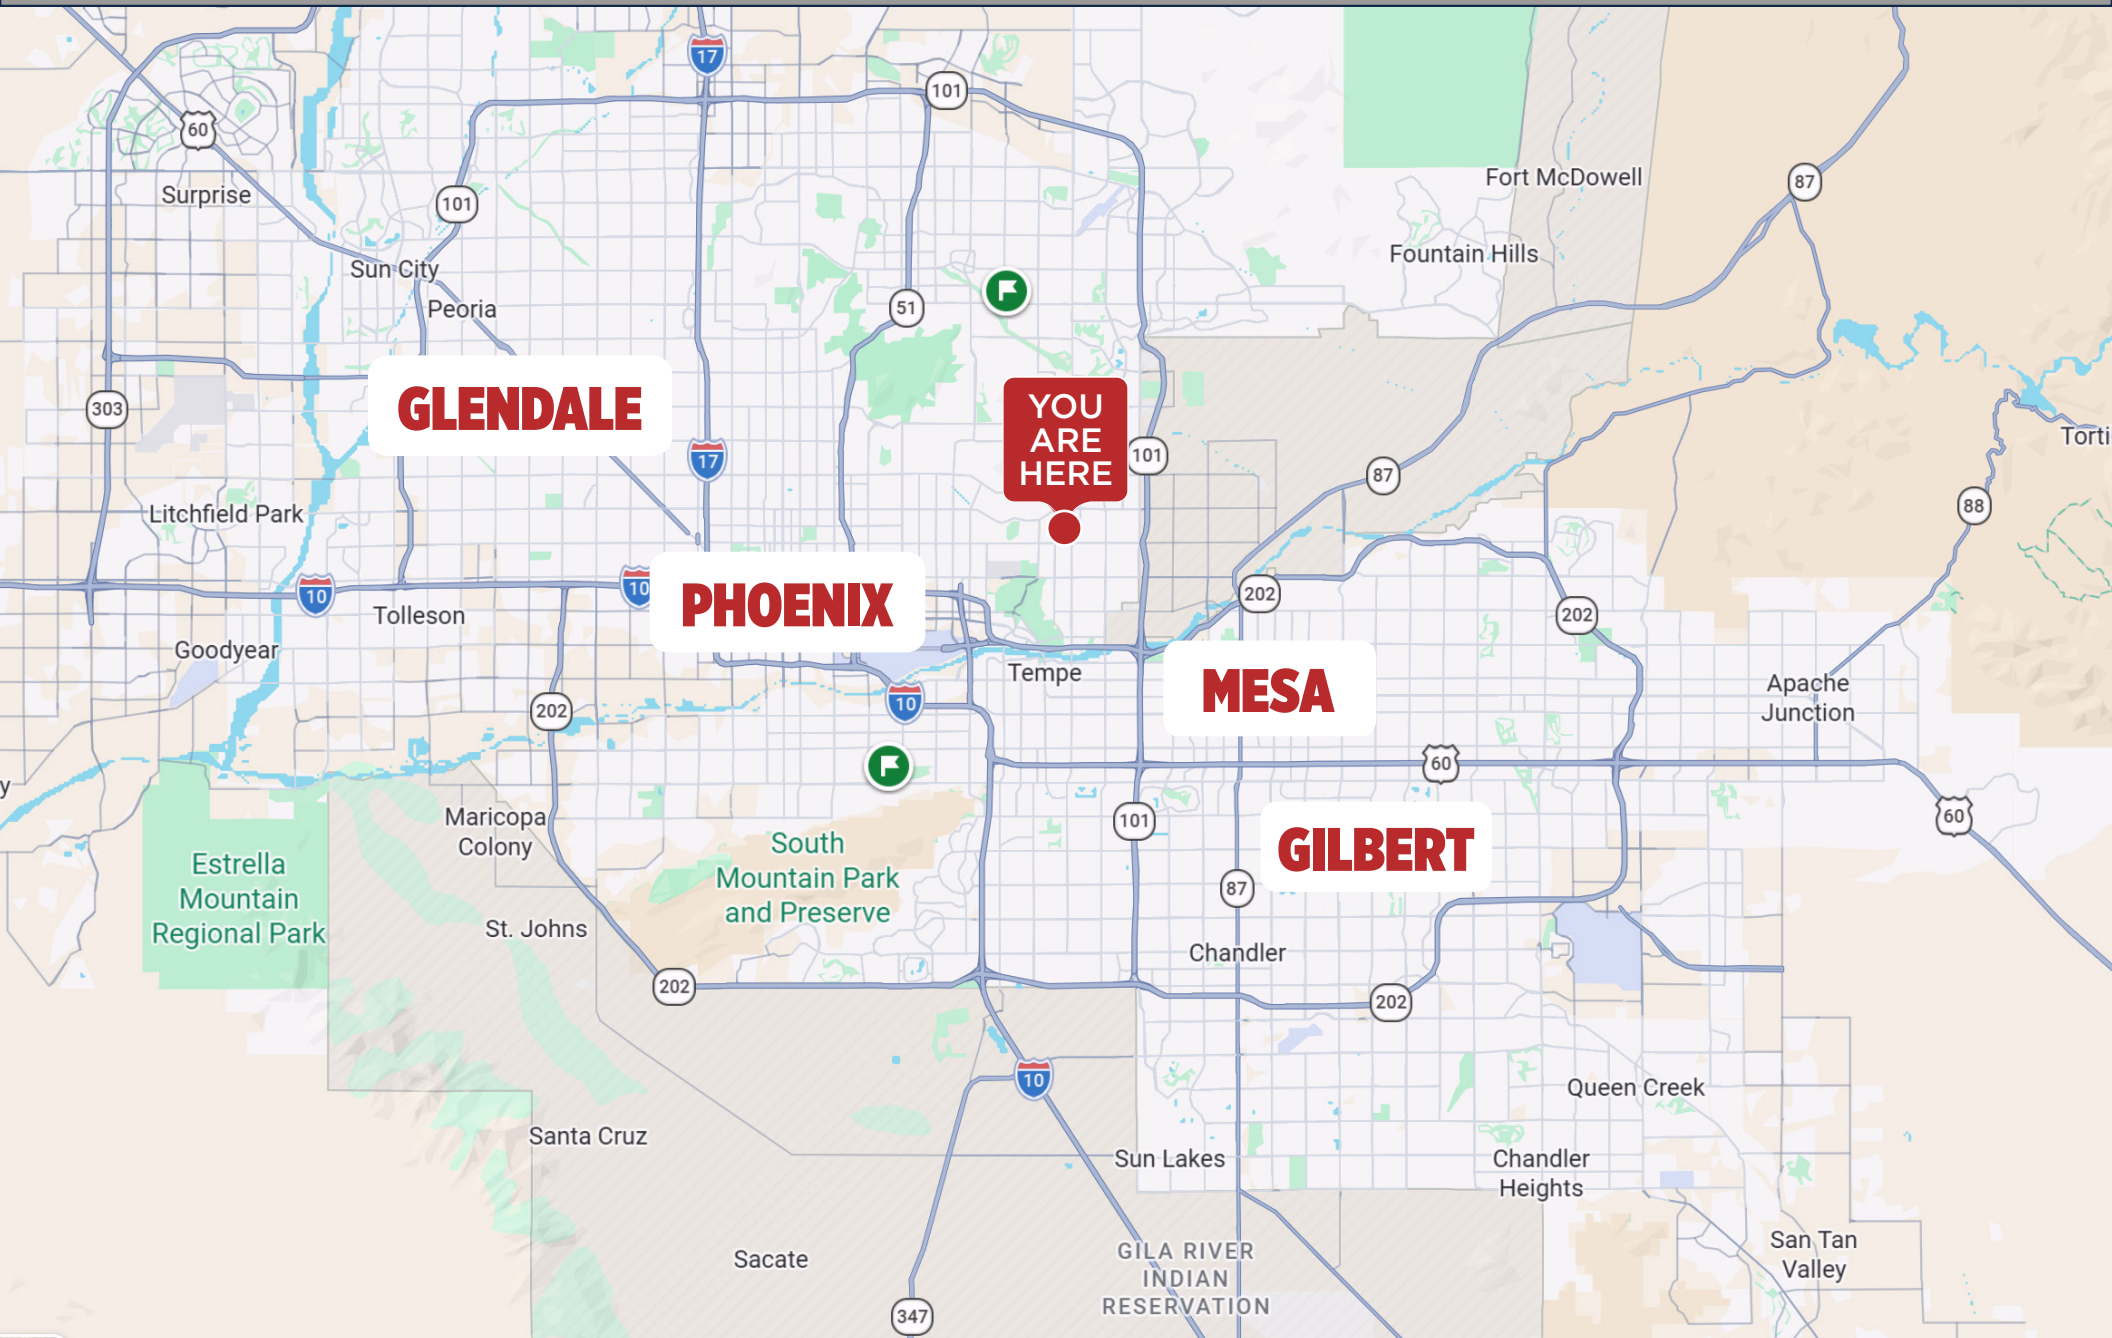 17
101
60
Fort McDowell
87
Surprise
101
Fountain Hills
Sun City
Peoria
51
GLENDALE
YOU
ARE
HERE
303
17
101
Torti
87
88
Litchfield Park
10
10
PHOENIX
202
202
Tolleson
Goodyear
Tempe
MESA
Apache
Junction
202
10
60
y
Maricopa
Colony
101
60
South
Mountain Park
and Preserve
GILBERT
Estrella
Mountain
Regional Park
87
St. Johns
Chandler
202
202
10
Queen Creek
Santa Cruz
Sun Lakes
Chandler
Heights
San Tan
Valley
Sacate
GILA RIVER
INDIAN
RESERVATION
347